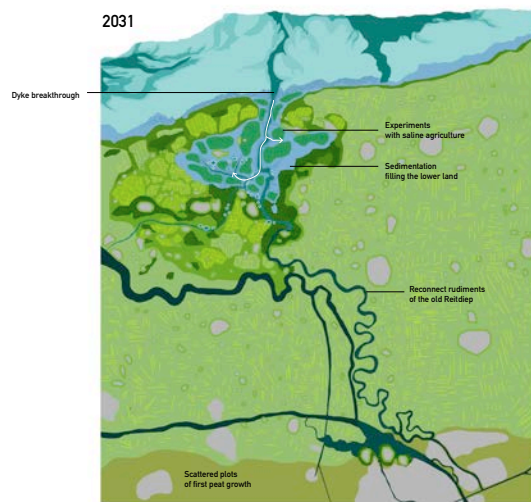 2031
Dyke breakthrough
Experiments
with saline agriculture
Sedimentation
filling the lower land
Reconnect rudiments
of the old Reitdiep
Scattered plots
of first peat growth